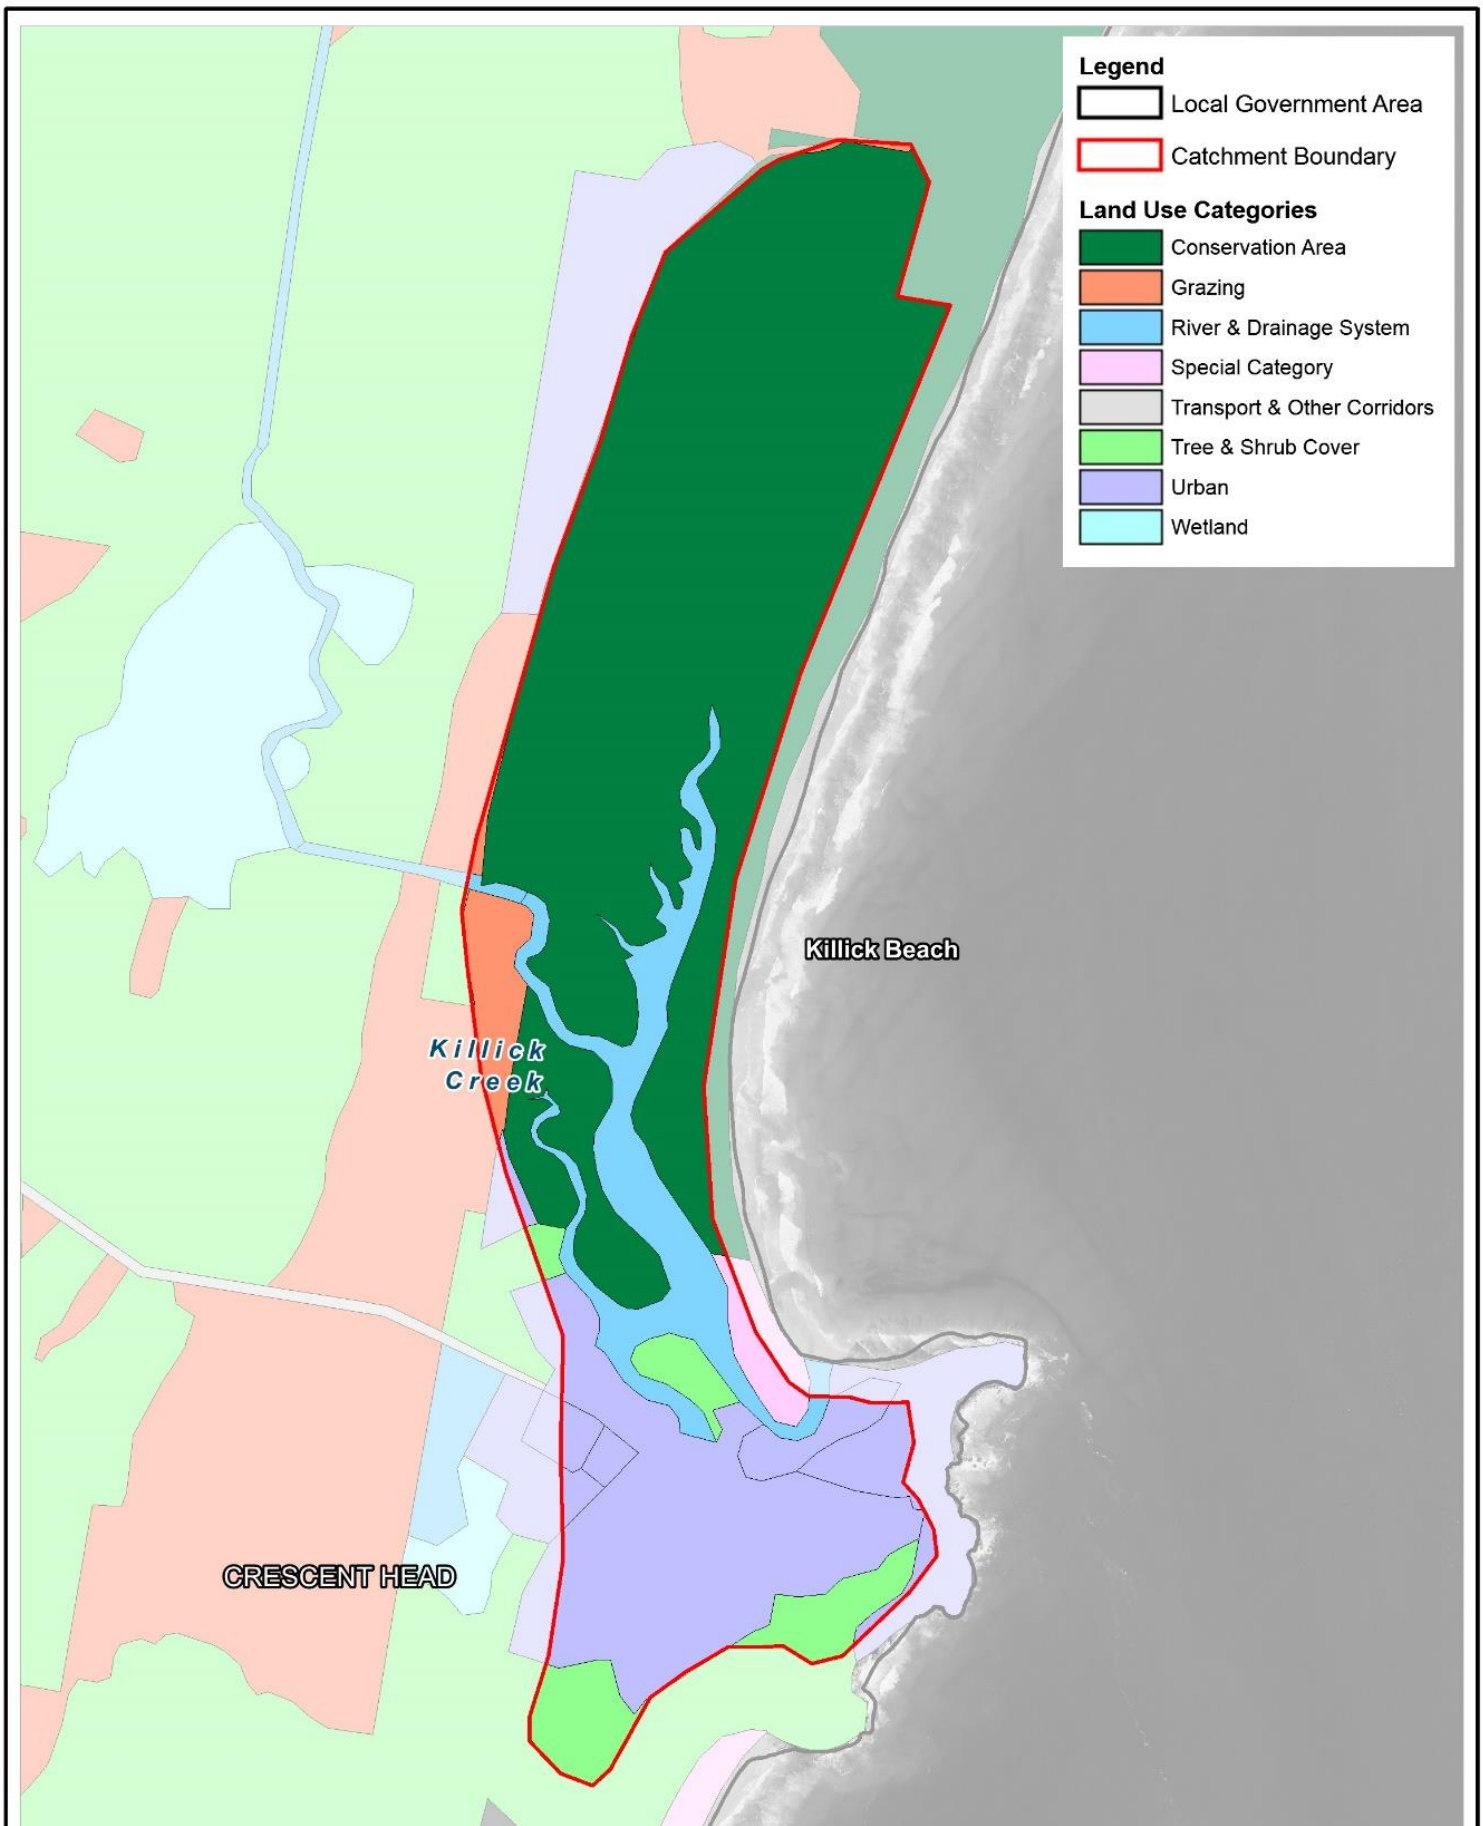 Legend
Local Government Area
Catchment Boundary
Land Use Categories
Conservation Area
Grazing
River & Drainage System
Special Category
Transport & Other Corridors
Tree & Shrub Cover
Urban
Wetland
Killick Beach
Killick
Creek
CRESCENT HEAD